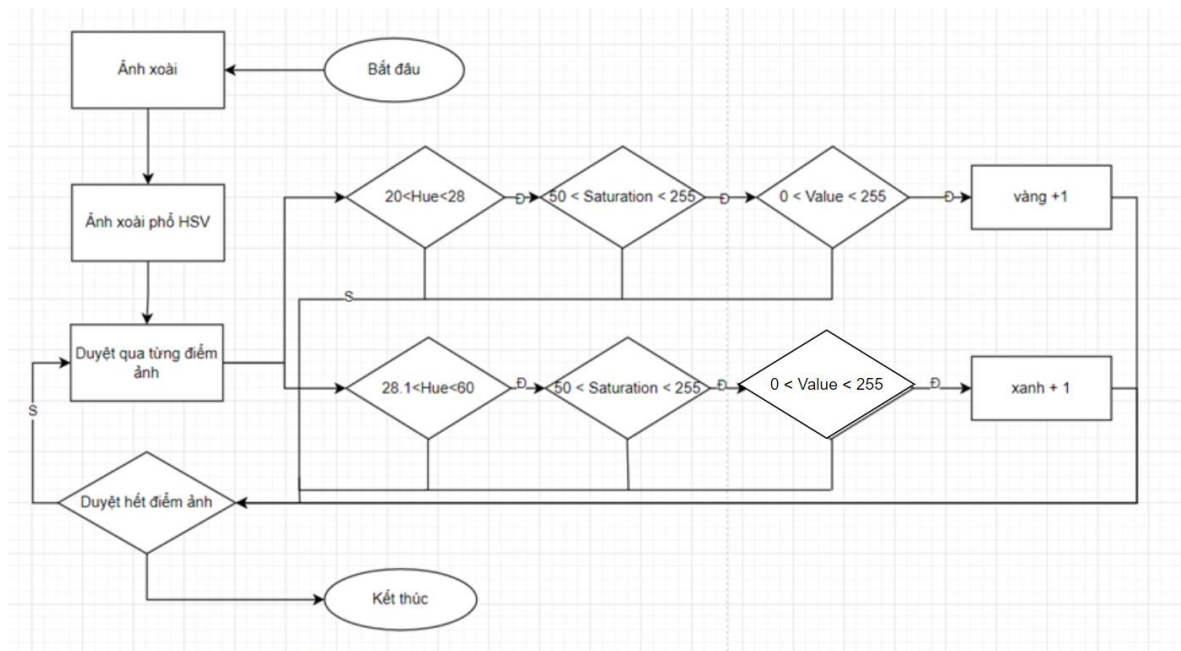 Ảnh xoài
Bắt đâu
Ảnh xoài phổ HSV
20<Hue<28
Đ
50 < Saturation < 255
Đ
0 < Value < 255
Đ
vàng +1
S
Duyệt qua từng điểm
ảnh
28.1<Hue<60
Đ
50 < Saturation < 255
Đ
0 < Value < 255
Đ
xanh + 1
S
Duyệt hết điểm ảnh
Kết thúc